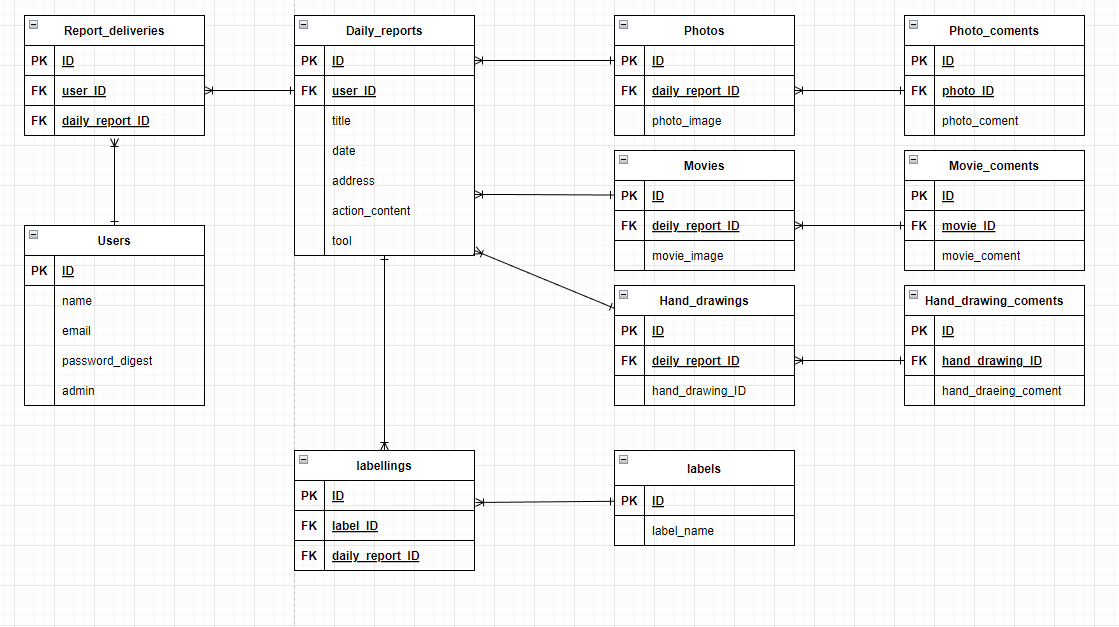 Report_deliveries
PK ID
FK user_ID
FK daily_report_ID
Users
PK ID
name
email
password_digest
admin
Daily_reports
PK ID
FK user_ID
title
date
address
action_content
tool
labellings
PK ID
FK label_ID
FK daily_report_ID
Photos
PK ID
FK daily_report_ID
photo_image
Movies
PK ID
FK deily_report_ID
movie_image
Hand_drawings
PK ID
FK deily_report_ID
hand_drawing_ID
labels
PK ID
label_name
Photo_coments
PK ID
FK photo_ID
photo_coment
Movie_coments
PK ID
FK movie_ID
movie_coment
Hand_drawing_coments
PK ID
FK hand_drawing_ID
hand_draeing_coment